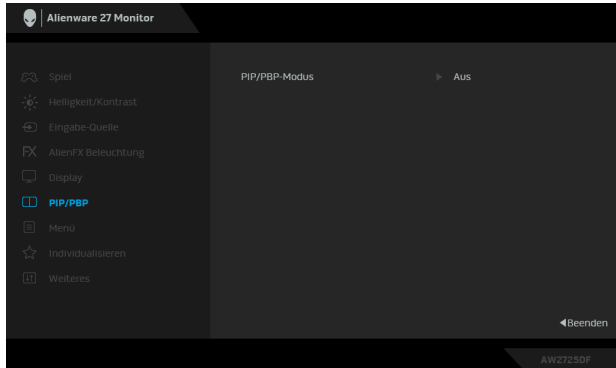 Alienware 27 Monitor
Spiel
PIP/PBP-Modus Aus
Helligkeit/Kontrast
Eingabe-Quelle
FX AlienFX Beleuchtung
Display
PIP/PBP
Menü
Individualisieren
Weiteres
Beenden
AW2725DF